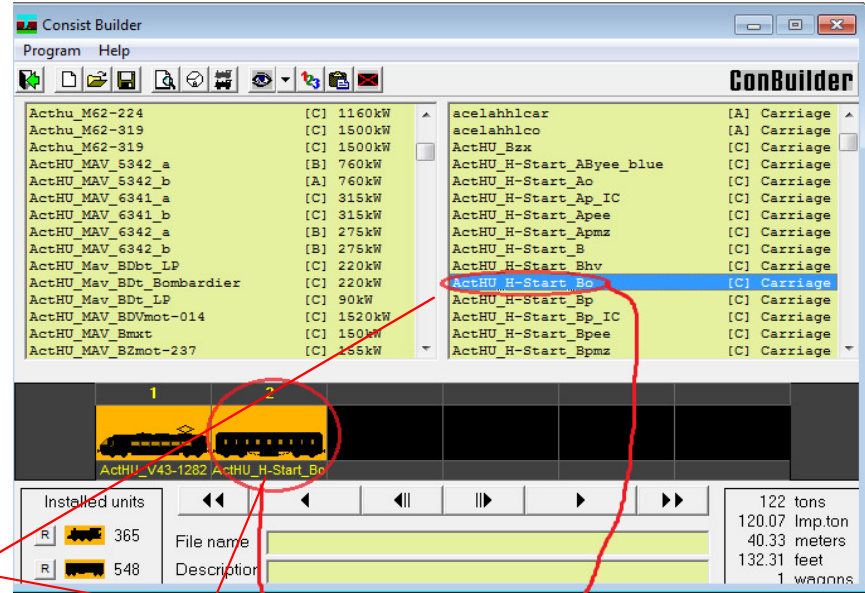 Consist Builder
Program Help
ConBuilder
Acthu_M62-224 [C] 1160kW
Acthu_M62-319 [C] 1500kW
Acthu_M62-319 [C] 1500kW
ActHU_MAV_5342_a [B] 760kW
ActHU_MAV_5342_b [A] 760kW
ActHU_MAV_6341_a [C] 315kW
ActHU_MAV_6341_b [C] 315kW
ActHU_MAV_6342_a [B] 275kW
ActHU_MAV_6342_b [B] 275kW
ActHU_Mav_BDbt_LP [C] 220kW
ActHU_Mav_BDt_Bombardier [C] 220kW
ActHU_Mav_BDt_LP [C] 90kW
ActHU_MAV_BDVmot-014 [C] 1520kW
ActHU_MAV_Bmxt [C] 150kW
ActHU_MAV_BZmot-237 [C] 155kW
acelahhlcar [A] Carriage
acelahhlco [A] Carriage
ActHU_Bzx [C] Carriage
ActHU_H-Start_AByee_blue [C] Carriage
ActHU_H-Start_Ao [C] Carriage
ActHU_H-Start_Ap_IC [C] Carriage
ActHU_H-Start_Apee [C] Carriage
ActHU_H-Start_Apmz [C] Carriage
ActHU_H-Start_B [C] Carriage
ActHU_H-Start_Bhv [C] Carriage
ActHU_H-Start_Bo [C] Carriage
ActHU_H-Start_Bp [C] Carriage
ActHU_H-Start_Bp_IC [C] Carriage
ActHU_H-Start_Bpee [C] Carriage
ActHU_H-Start_Bpmz [C] Carriage
1 2
ActHU_V43-1282 ActHU_H-Start_Bo
Installed units
R 365
R 548
File name
Description
122 tons
120.07 Imp.ton
40.33 meters
132.31 feet
1 wagons